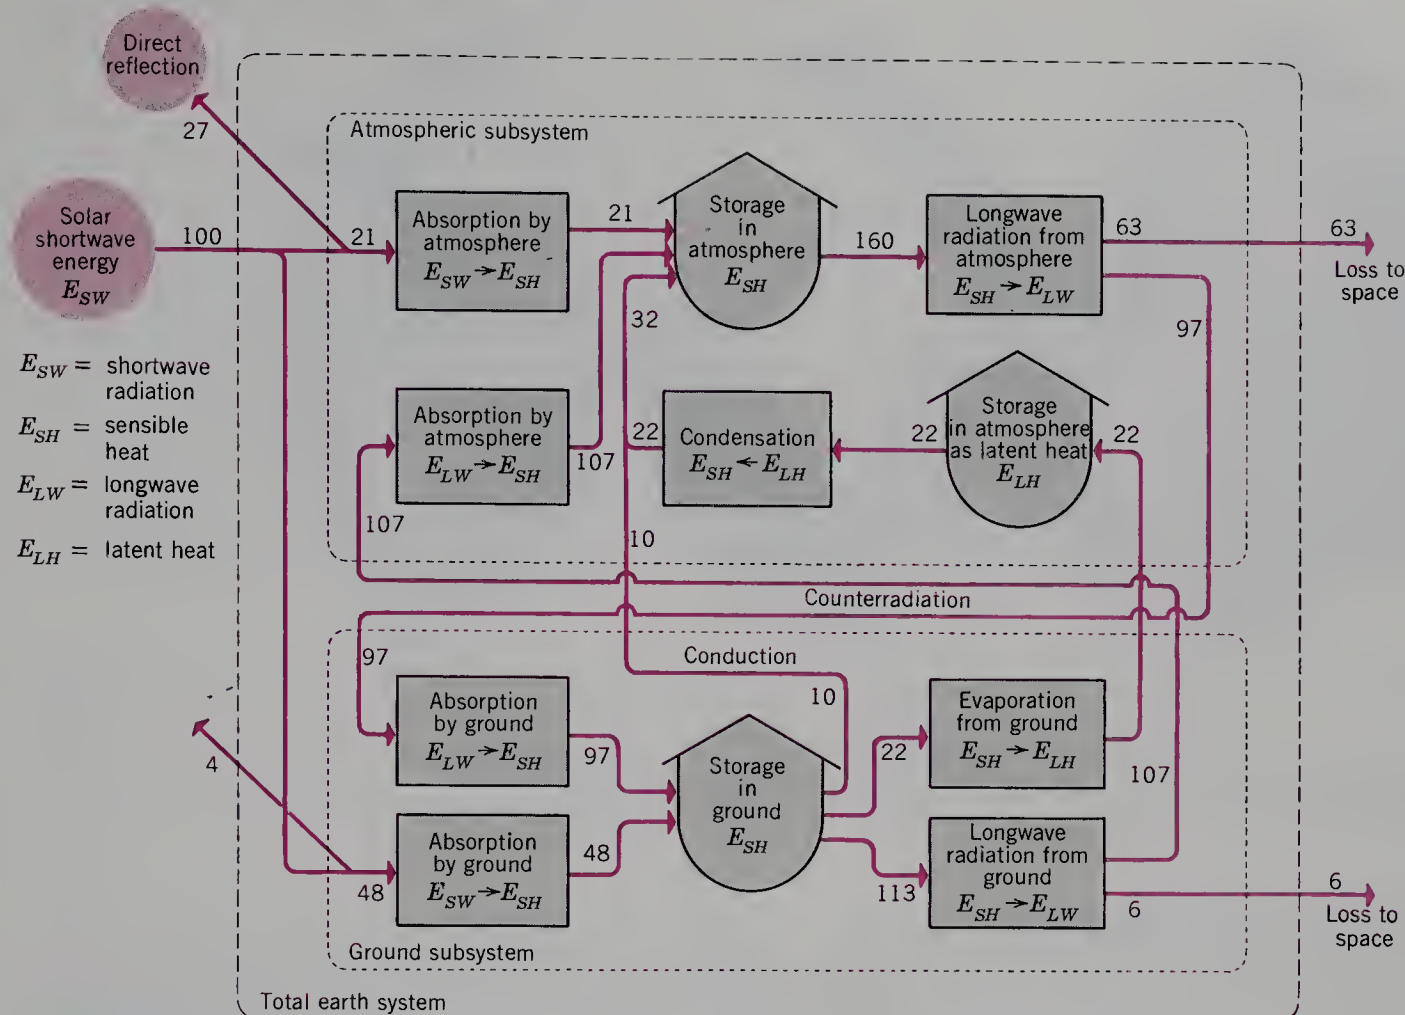 Direct
reflection
27
Atmospheric subsystem
Solar
shortwave
energy
E_SW
100
21
Absorption by
atmosphere
E_SW → E_SH
21
Storage
in
atmosphere
E_SH
160
Longwave
radiation from
atmosphere
E_SH → E_LW
63
63
Loss to
space
97
32
E_SW = shortwave
radiation
E_SH = sensible
heat
E_LW = longwave
radiation
E_LH = latent heat
Absorption by
atmosphere
E_LW → E_SH
107
107
22
Condensation
E_SH ← E_LH
22
Storage
in atmosphere
as latent heat
E_LH
22
10
Counterradiation
97
Conduction
10
Absorption
by ground
E_LW → E_SH
97
Storage
in
ground
E_SH
22
Evaporation
from ground
E_SH → E_LH
107
4
48
Absorption
by ground
E_SW → E_SH
48
113
Longwave
radiation from
ground
E_SH → E_LW
6
6
Loss to
space
Ground subsystem
Total earth system